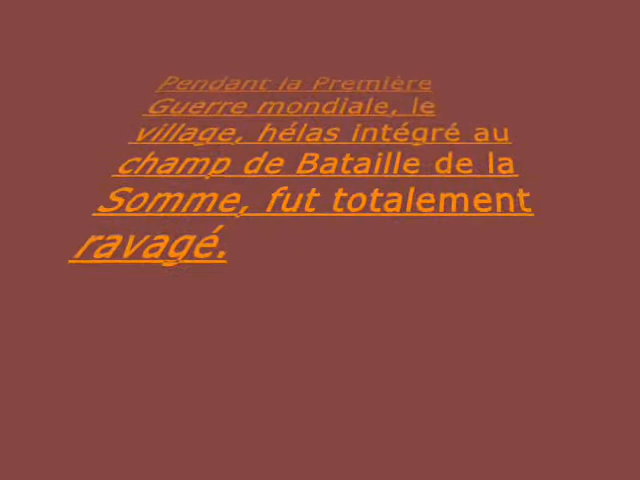 Pendant la Première
Guerre mondiale, le
village, hélas intégré au
champ de Bataille de la
Somme, fut totalement
ravagé.